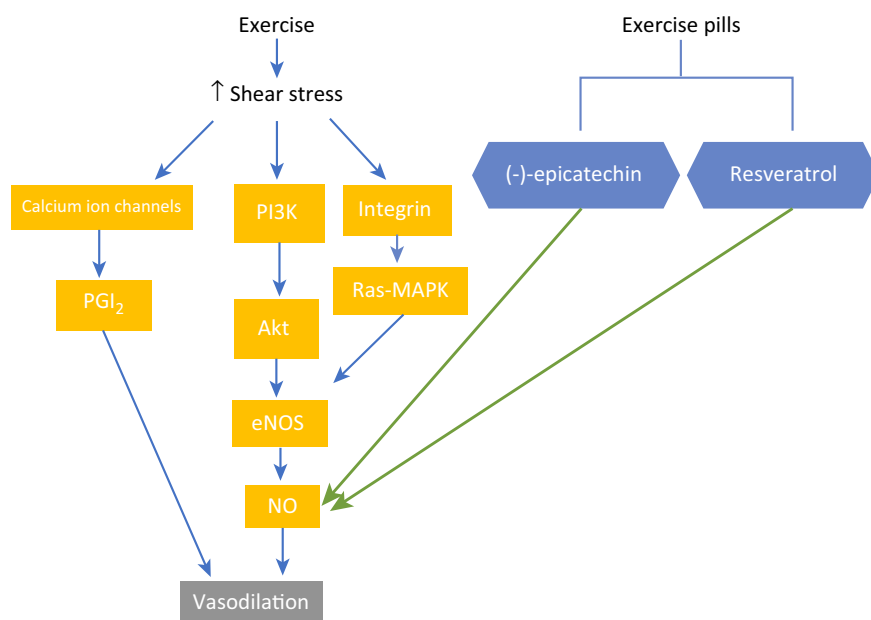 Exercise
Exercise pills
↑ Shear stress
(-)-epicatechin
Resveratrol
Calcium ion channels
PI3K
Integrin
PGI₂
Ras-MAPK
Akt
eNOS
NO
Vasodilation